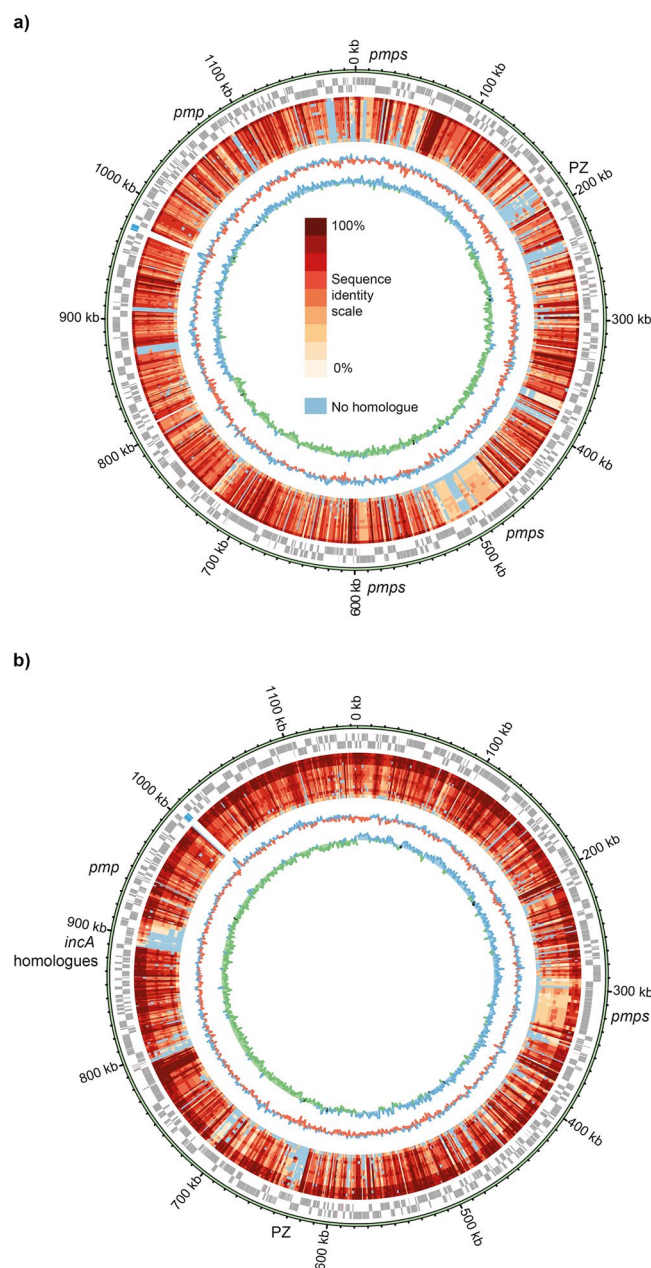 a)
0 kb
pmps
100
PZ
200 kb
300 kb
400 kb
500 kb
pmps
600 kb
pmps
700 kb
800 kb
900 kb
1000 kb
pmp
1100 kb
100%
Sequence
identity
scale
0%
No homologue
b)
0 kb
100 kb
200 kb
300 kb
pmps
400 kb
500 kb
600 kb
PZ
700 kb
800 kb
900 kb
incA
homologues
pmp
1000 kb
1100 kb